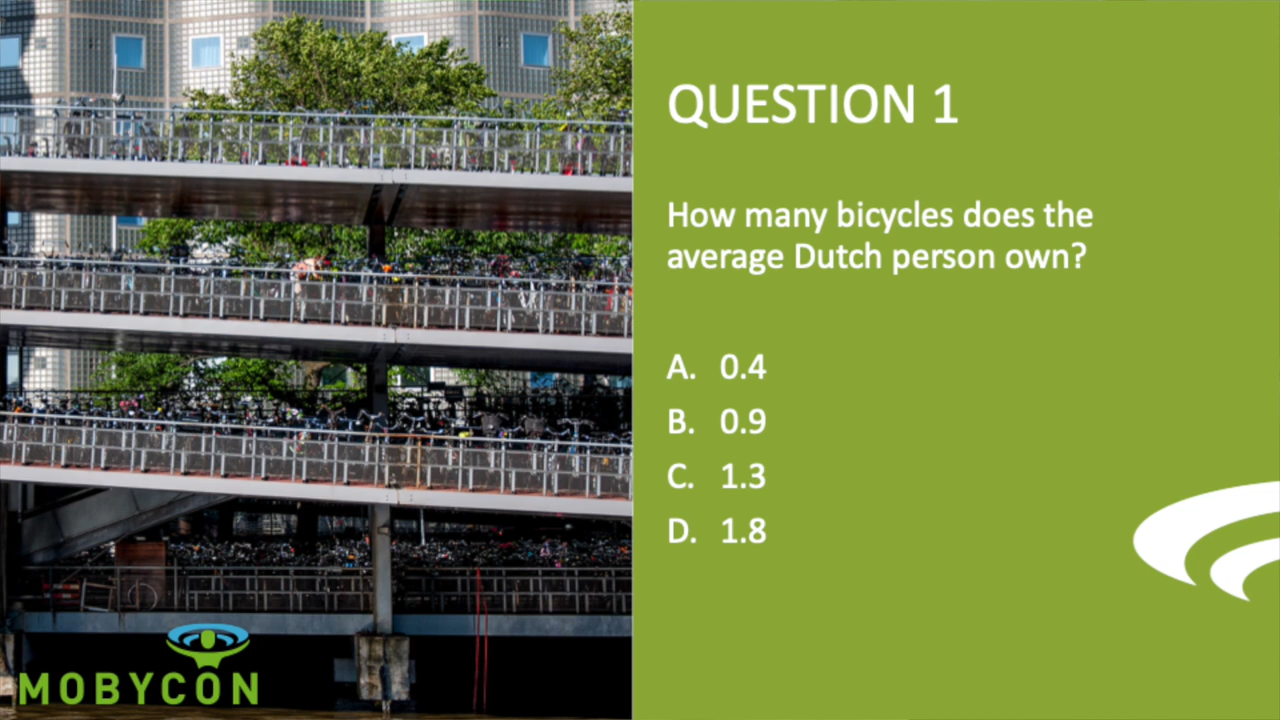 QUESTION 1
How many bicycles does the
average Dutch person own?
A. 0.4
B. 0.9
C. 1.3
D. 1.8
MOBYCON